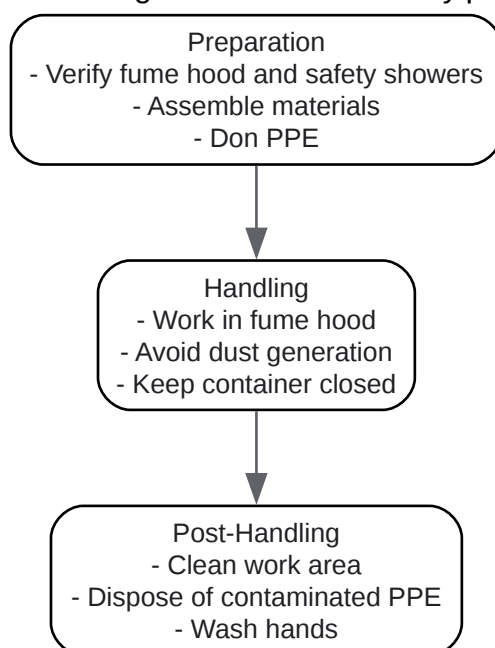 Preparation
- Verify fume hood and safety showers
- Assemble materials
- Don PPE
Handling
- Work in fume hood
- Avoid dust generation
- Keep container closed
Post-Handling
- Clean work area
- Dispose of contaminated PPE
- Wash hands